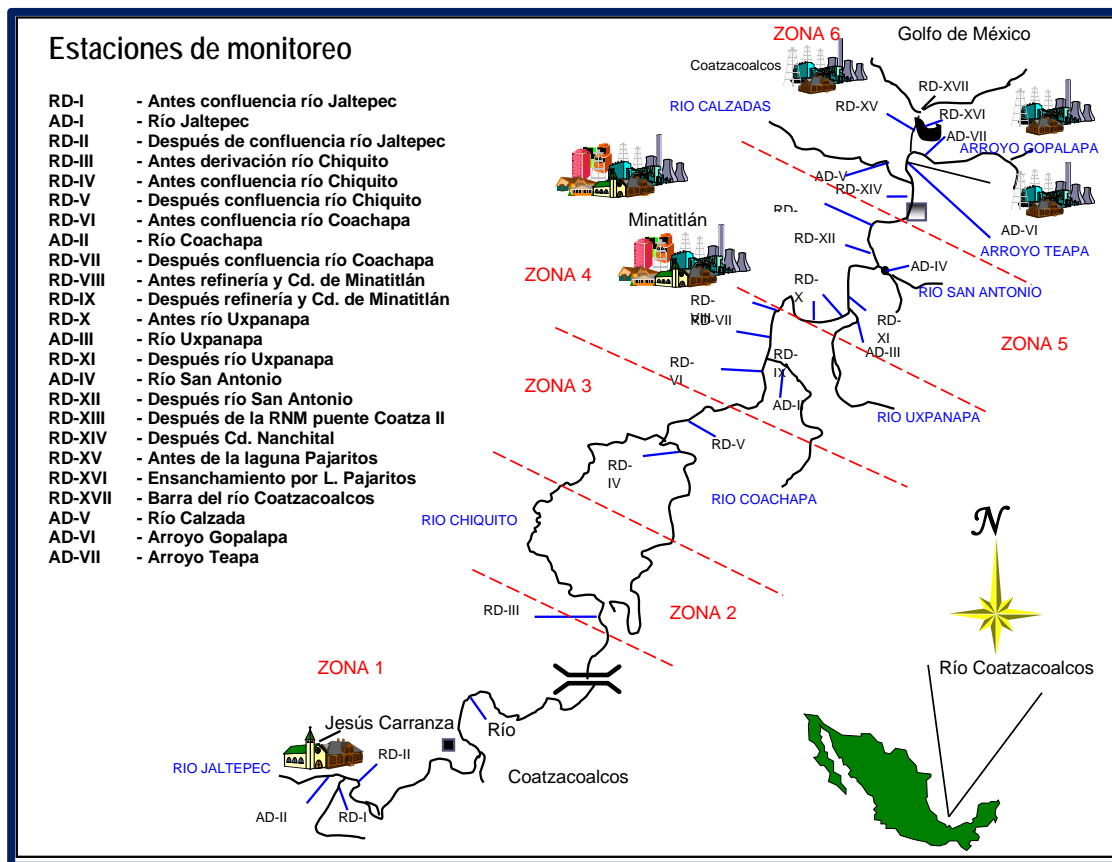 Estaciones de monitoreo
RD-I - Antes confluencia río Jaltepec
AD-I - Río Jaltepec
RD-II - Después de confluencia río Jaltepec
RD-III - Antes derivación río Chiquito
RD-IV - Antes confluencia río Chiquito
RD-V - Después confluencia río Chiquito
RD-VI - Antes confluencia río Coachapa
AD-II - Río Coachapa
RD-VII - Después confluencia río Coachapa
RD-VIII - Antes refinería y Cd. de Minatitlán
RD-IX - Después refinería y Cd. de Minatitlán
RD-X - Antes río Uxpanapa
AD-III - Río Uxpanapa
RD-XI - Después río Uxpanapa
AD-IV - Río San Antonio
RD-XII - Después río San Antonio
RD-XIII - Después de la RNM puente Coatza II
RD-XIV - Después Cd. Nanchital
RD-XV - Antes de la laguna Pajaritos
RD-XVI - Ensanchamiento por L. Pajaritos
RD-XVII - Barra del río Coatzacoalcos
AD-V - Río Calzada
AD-VI - Arroyo Gopalapa
AD-VII - Arroyo Teapa
ZONA 6
Golfo de México
Coatzacoalcos
RD-XVII
RIO CALZADAS
RD-XV
RD-XVI
AD-VII
ARROYO GOPALAPA
AD-V
RD-XIV
RD-
AD-VI
Minatitlán
RD-XII
ARROYO TEAPA
ZONA 4
AD-IV
RD-
X
RIO SAN ANTONIO
RD-
VIII
RD-VII
RD-
XI
ZONA 5
AD-III
RD-
IX
ZONA 3
RD-
VI
AD-II
RIO UXPANAPA
RD-V
RD-
IV
RIO COACHAPA
RIO CHIQUITO
N
RD-III
ZONA 2
ZONA 1
Río Coatzacoalcos
Jesús Carranza
Río
RD-II
RIO JALTEPEC
Coatzacoalcos
AD-II
RD-I